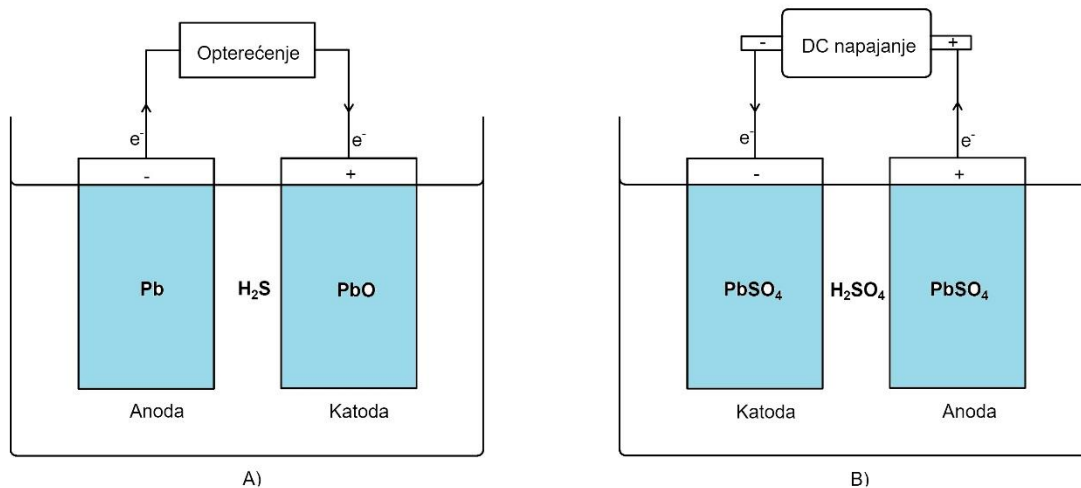 Opterećenje
e-
e-
-
+
Pb
H2S
PbO
Anoda
Katoda
A)
-
DC napajanje
+
e-
e-
-
+
PbSO4
H2SO4
PbSO4
Katoda
Anoda
B)